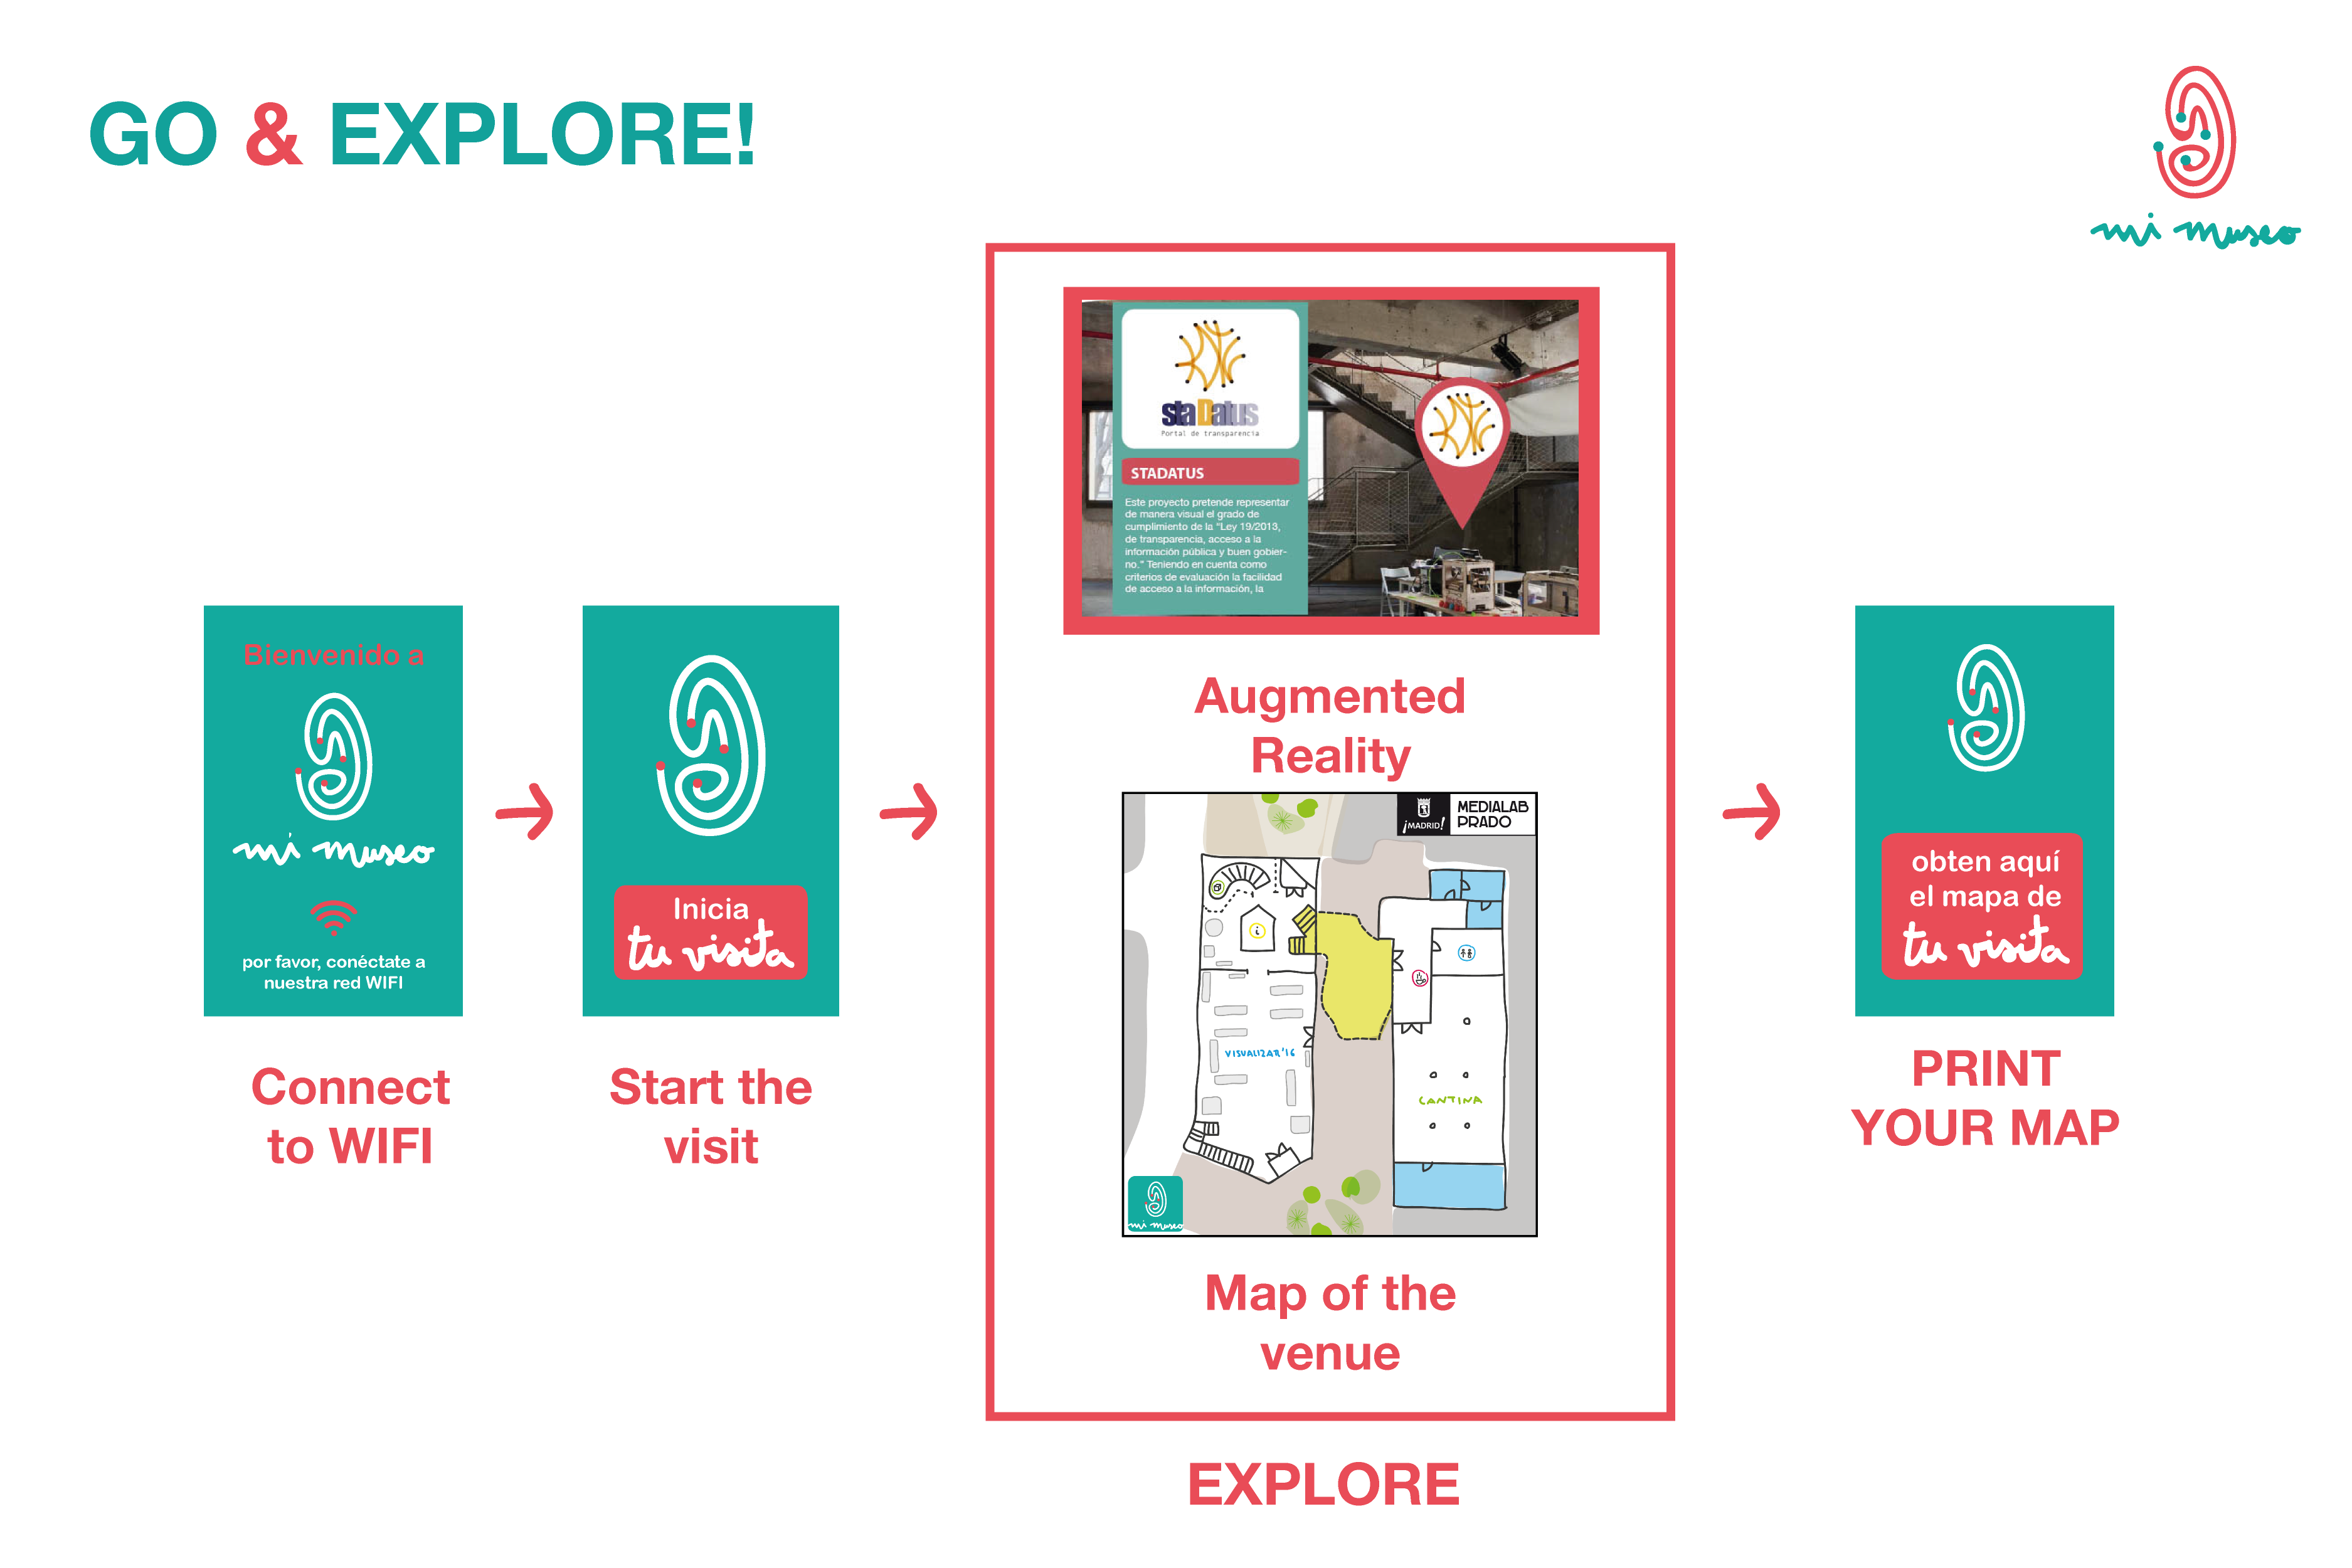 GO & EXPLORE!
mi museo
Bienvenido a
mi museo
por favor, conéctate a
nuestra red WIFI
Connect
to WIFI
Inicia
tu visita
Start the
visit
staDatus
Portal de transparencia
STADATUS
Este proyecto pretende representar
de manera visual el grado de
cumplimiento de la "Ley 19/2013,
de transparencia, acceso a la
información pública y buen gobier-
no." Teniendo en cuenta como
criterios de evaluación la facilidad
de acceso a la información, la
Augmented
Reality
¡MADRID!
MEDIALAB
PRADO
i
VISUALIZAR'16
CANTINA
mi museo
Map of the
venue
EXPLORE
obten aquí
el mapa de
tu visita
PRINT
YOUR MAP